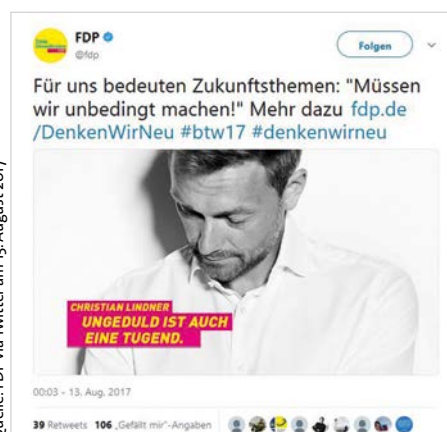 FDP
@fdp
Folgen
Für uns bedeuten Zukunftsthemen: "Müssen
wir unbedingt machen!" Mehr dazu fdp.de
/DenkenWirNeu #btw17 #denkenwirneu
CHRISTIAN LINDNER
UNGEDULD IST AUCH
EINE TUGEND.
00:03 - 13. Aug. 2017
39 Retweets 106 „Gefällt mir“-Angaben
Quelle: FDP via Twitter am 13. August 2017